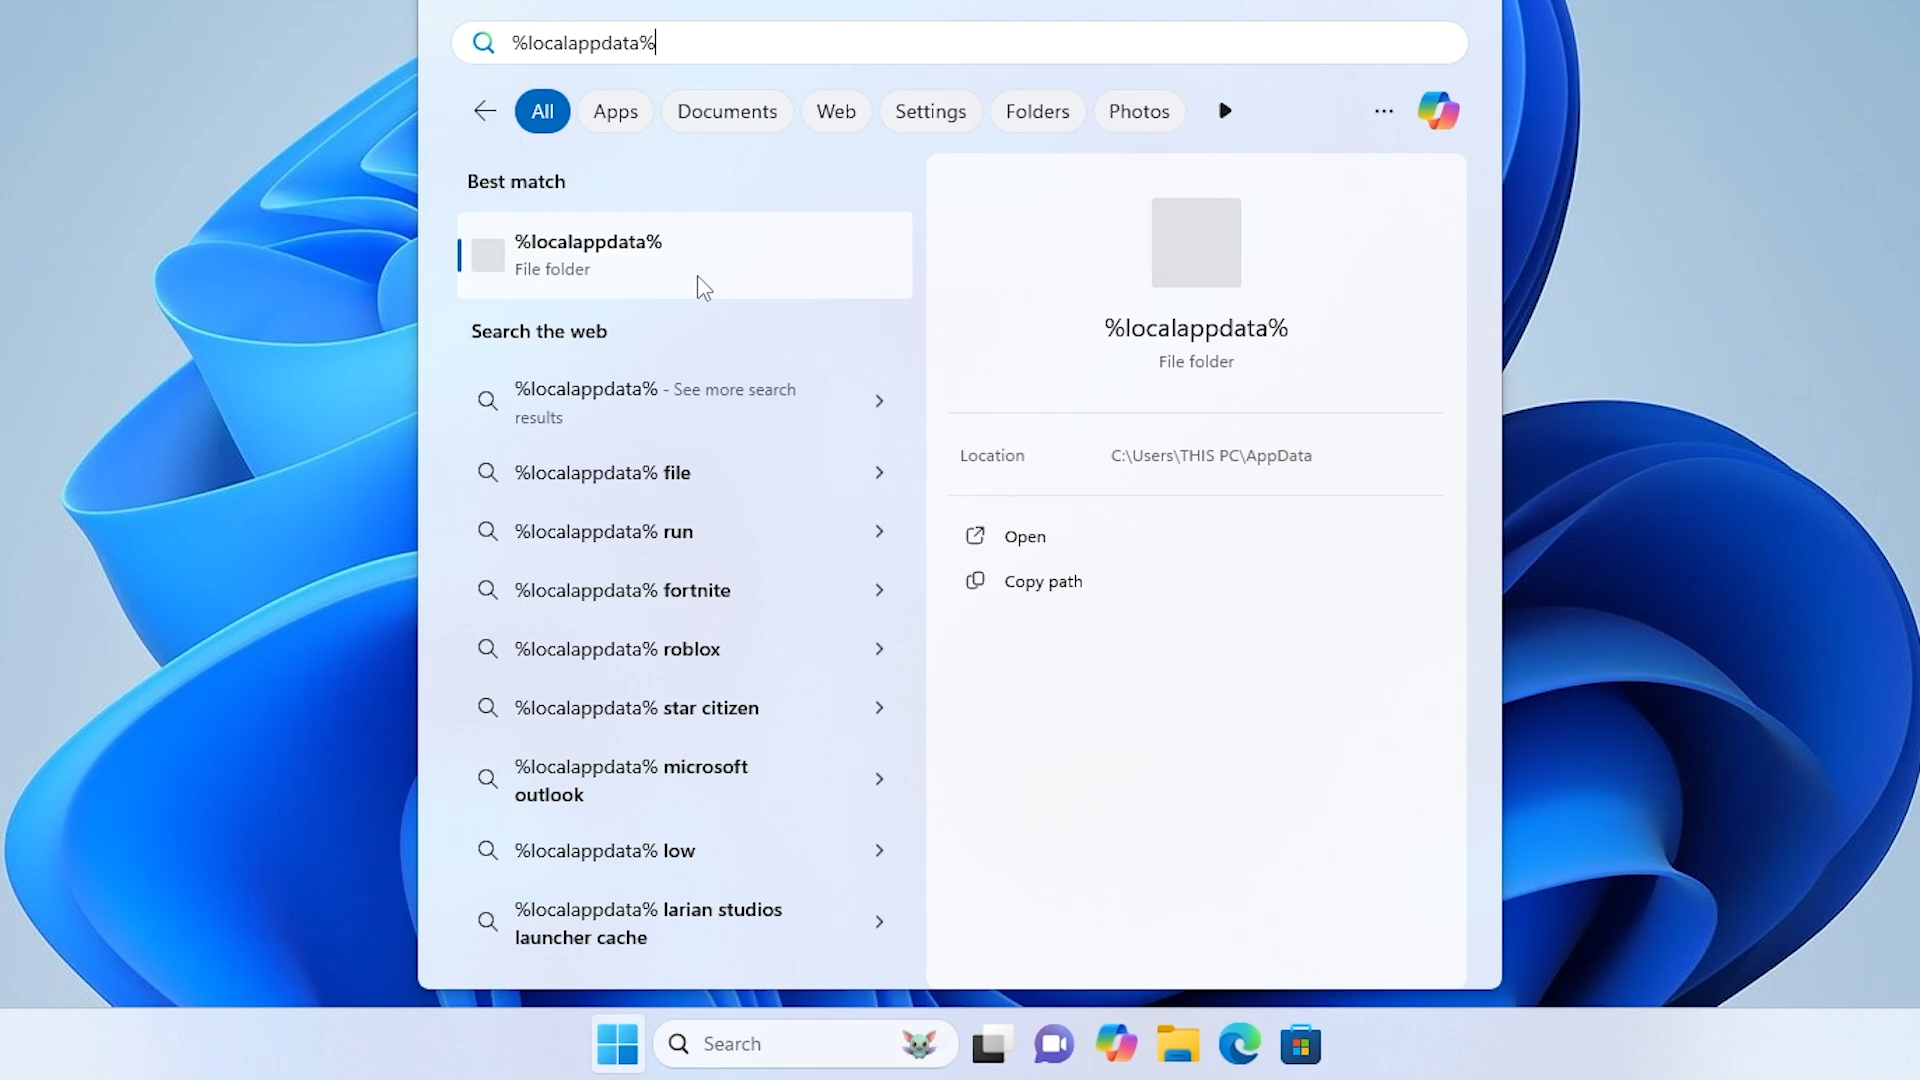 %localappdata%
All
Apps
Documents
Web
Settings
Folders
Photos
Best match
%localappdata%
File folder
Search the web
%localappdata% - See more search
results
%localappdata% file
%localappdata% run
%localappdata% fortnite
%localappdata% roblox
%localappdata% star citizen
%localappdata% microsoft
outlook
%localappdata% low
%localappdata% larian studios
launcher cache
%localappdata%
File folder
Location C:\Users\THIS PC\AppData
Open
Copy path
Search